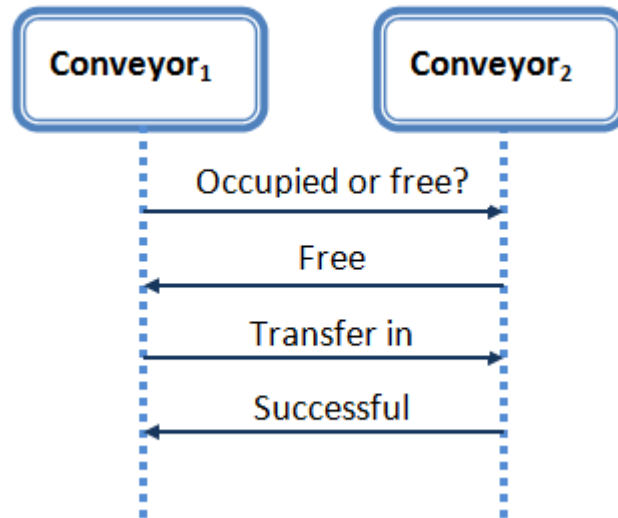 Conveyor₁
Conveyor₂
Occupied or free?
Free
Transfer in
Successful